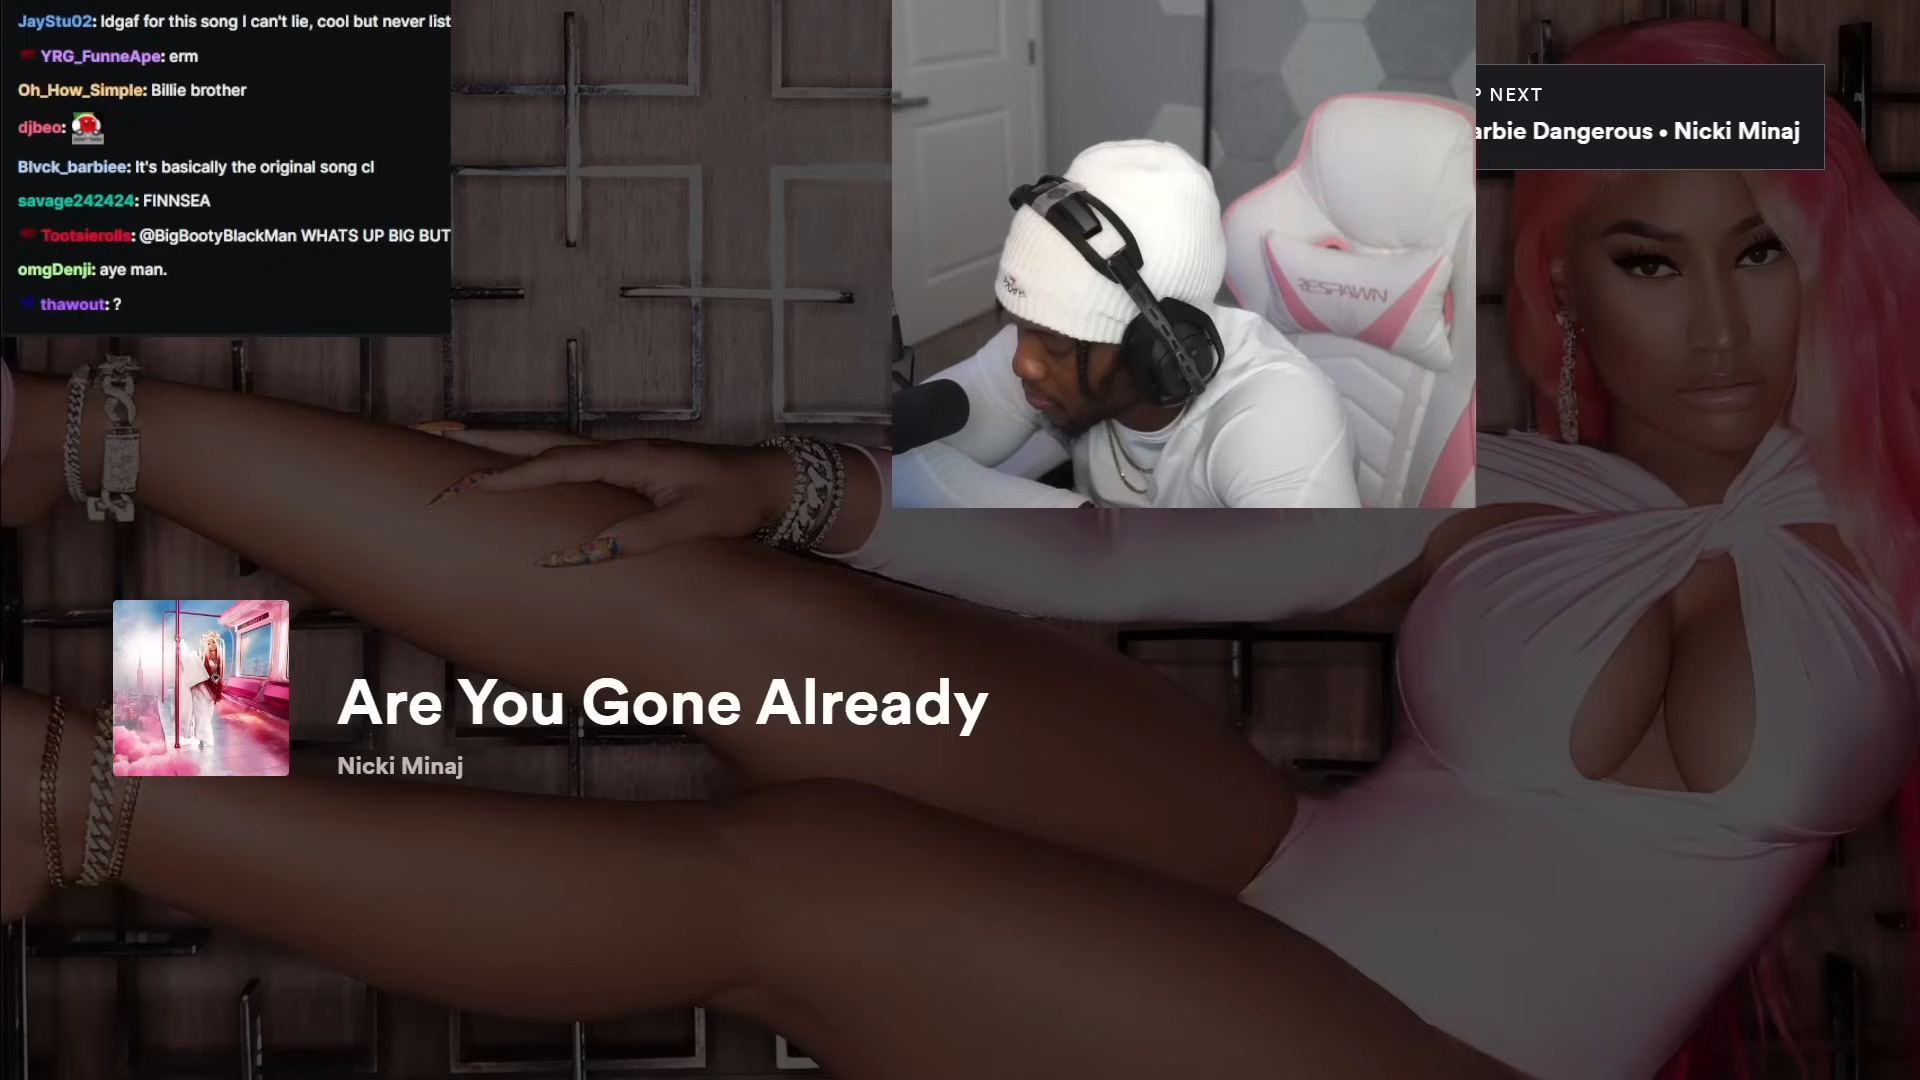 JayStu02: Idgaf for this song I can't lie, cool but never list
YRG_FunneApe: erm
Oh_How_Simple: Billie brother
djbeo:
Blvck_barbiee: It's basically the original song cl
savage242424: FINNSEA
Tootsierolls: @BigBootyBlackMan WHATS UP BIG BUT
omgDenji: aye man.
thawout: ?
P NEXT
arbie Dangerous • Nicki Minaj
RESPAWN
Are You Gone Already
Nicki Minaj